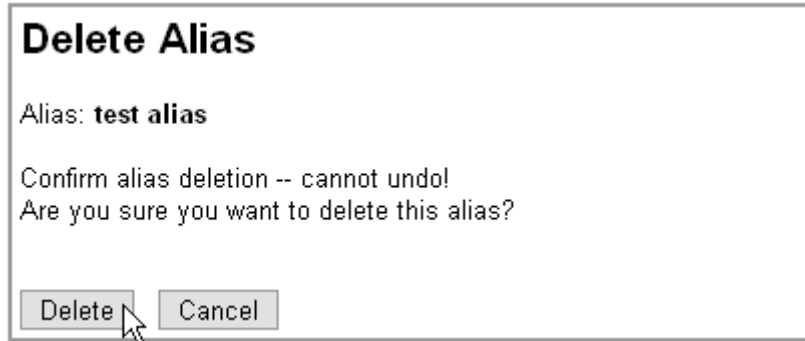 Delete Alias
Alias: test alias
Confirm alias deletion -- cannot undo!
Are you sure you want to delete this alias?
Delete Cancel